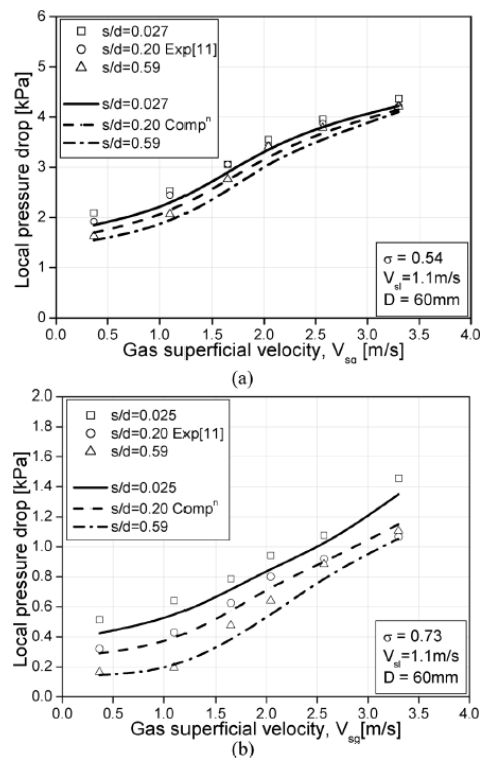 6
5
4
3
2
1
0
0.0 0.5 1.0 1.5 2.0 2.5 3.0 3.5 4.0
Local pressure drop [kPa]
Gas superficial velocity, V_sg [m/s]
s/d=0.027
s/d=0.20 Exp[11]
s/d=0.59
s/d=0.027
s/d=0.20 Comp^n
s/d=0.59
σ = 0.54
V_sl=1.1m/s
D = 60mm
(a)
2.0
1.8
1.6
1.4
1.2
1.0
0.8
0.6
0.4
0.2
0.0
0.0 0.5 1.0 1.5 2.0 2.5 3.0 3.5 4.0
Local pressure drop [kPa]
Gas superficial velocity, V_sg[m/s]
s/d=0.025
s/d=0.20 Exp[11]
s/d=0.59
s/d=0.025
s/d=0.20 Comp^n
s/d=0.59
σ = 0.73
V_sl=1.1m/s
D = 60mm
(b)